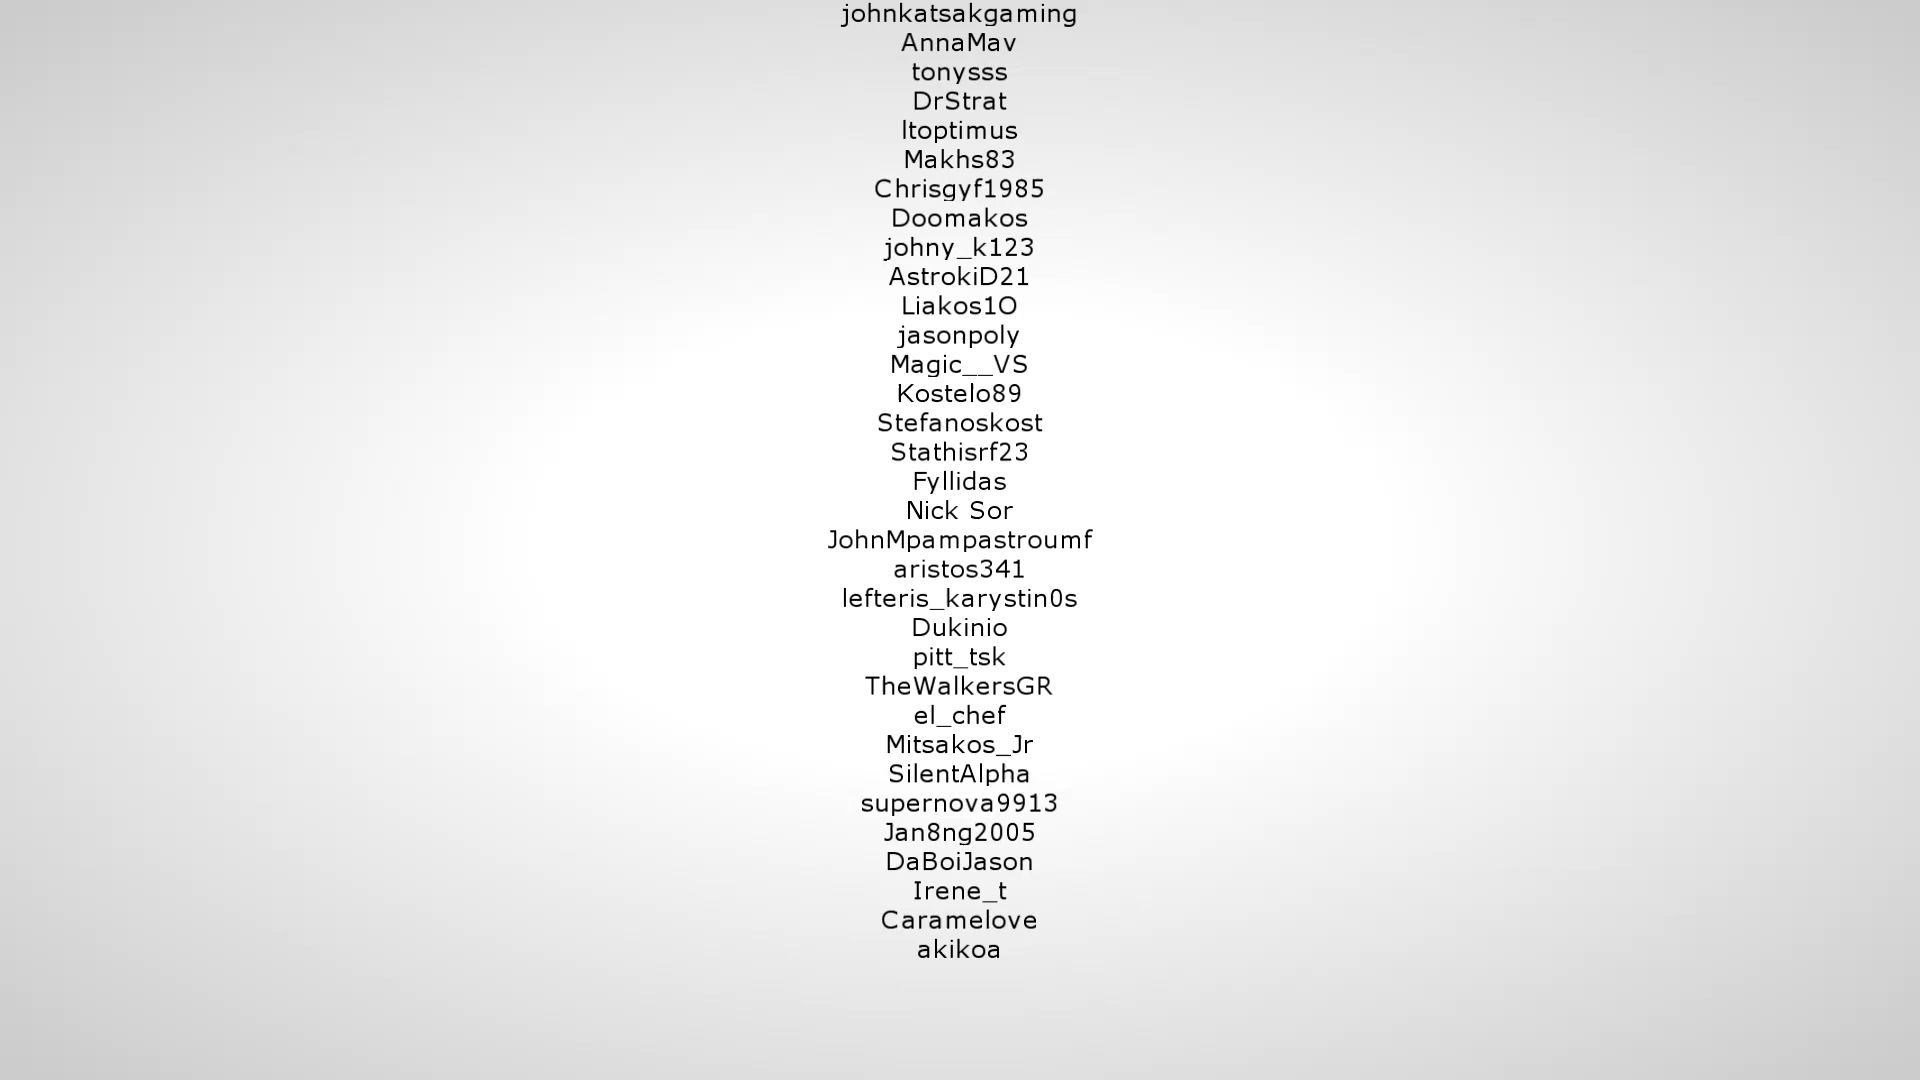 johnkatsakgaming
AnnaMav
tonysss
DrStrat
ltoptimus
Makhs83
Chrisgyf1985
Doomakos
johny_k123
AstrokiD21
Liakos1O
jasonpoly
Magic__VS
Kostelo89
Stefanoskost
Stathisrf23
Fyllidas
Nick Sor
JohnMpampastroumf
aristos341
lefteris_karystin0s
Dukinio
pitt_tsk
TheWalkersGR
el_chef
Mitsakos_Jr
SilentAlpha
supernova9913
Jan8ng2005
DaBoiJason
Irene_t
Caramelove
akikoa